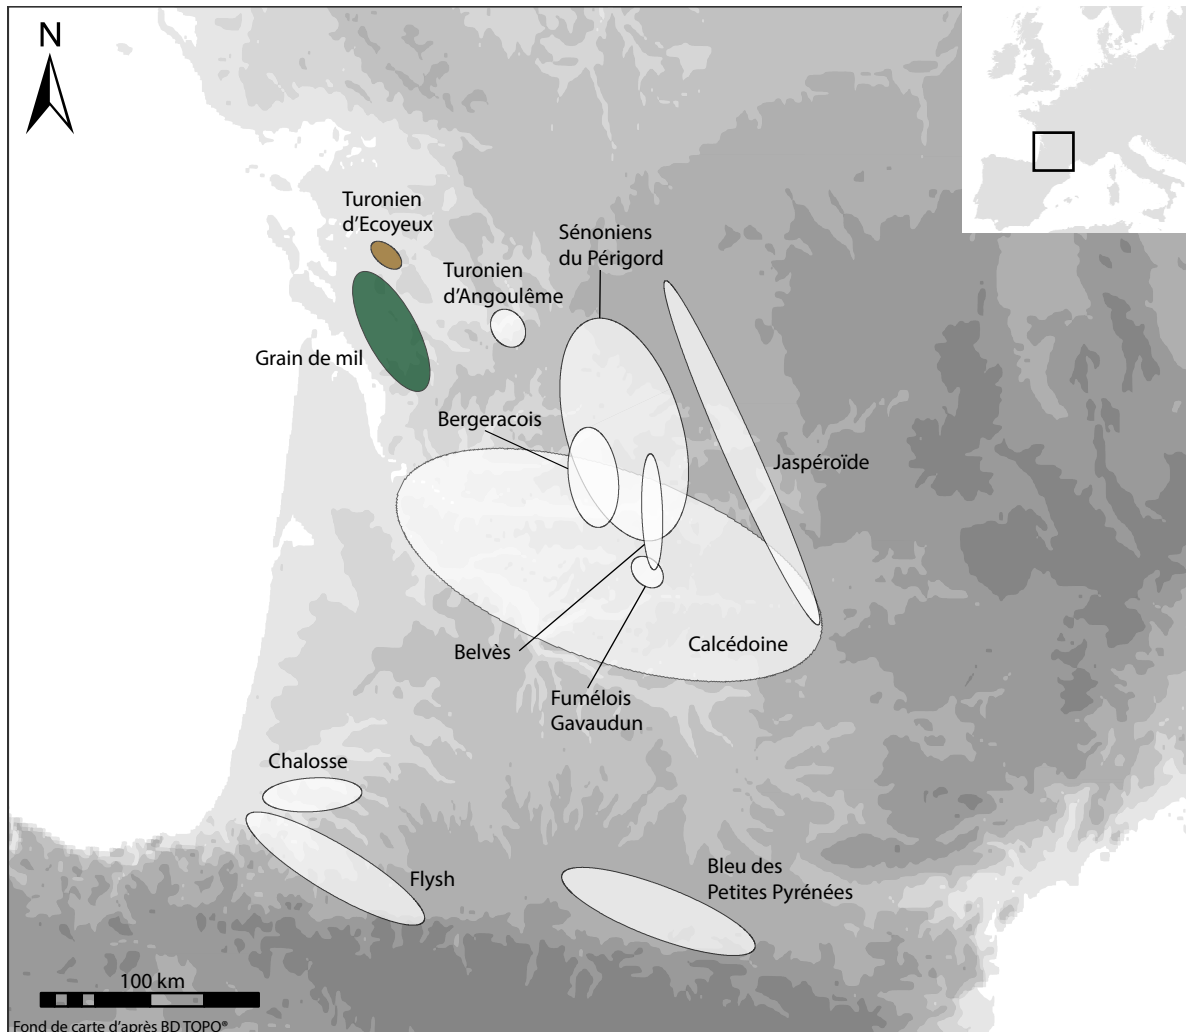 N
Turonien
d'Ecoyeux
Sénoniens
du Périgord
Turonien
d'Angoulême
Grain de mil
Bergeracois
Jaspéroïde
Belvès
Calcédoine
Fumélois
Gavaudun
Chalosse
Flysh
Bleu des
Petites Pyrénées
100 km
Fond de carte d'après BD TOPO®